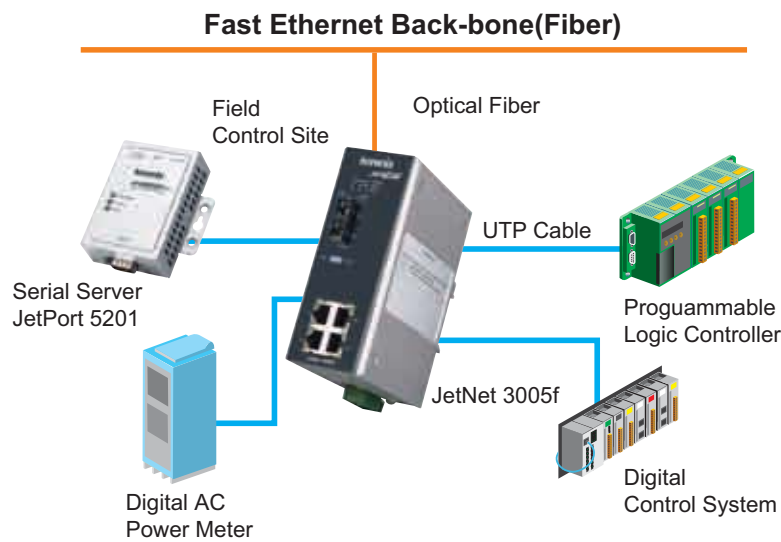 Fast Ethernet Back-bone(Fiber)
Field
Control Site
Optical Fiber
UTP Cable
Serial Server
JetPort 5201
Proguammable
Logic Controller
JetNet 3005f
Digital AC
Power Meter
Digital
Control System